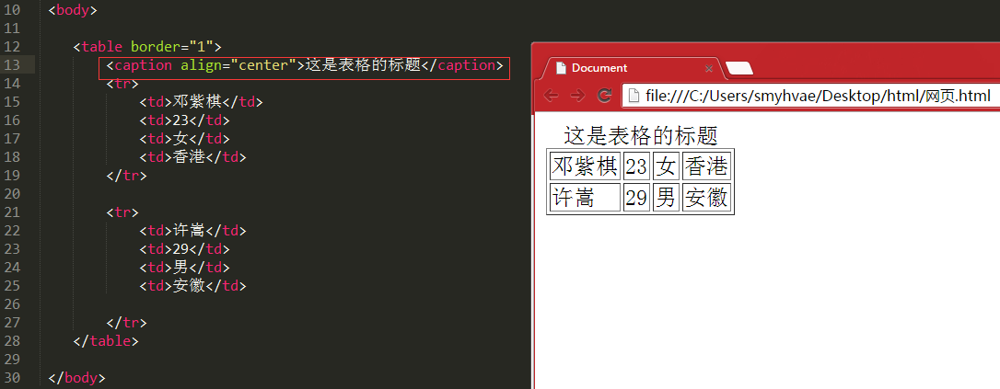 10 <body>
11
12 <table border="1">
13 <caption align="center">这是表格的标题</caption>
14 <tr>
15 <td>邓紫棋</td>
16 <td>23</td>
17 <td>女</td>
18 <td>香港</td>
19 </tr>
20
21 <tr>
22 <td>许嵩</td>
23 <td>29</td>
24 <td>男</td>
25 <td>安徽</td>
26
27 </tr>
28 </table>
29
30 </body>
Document
file:///C:/Users/smyhvae/Desktop/html/网页.html
这是表格的标题
邓紫棋 23 女 香港
许嵩 29 男 安徽